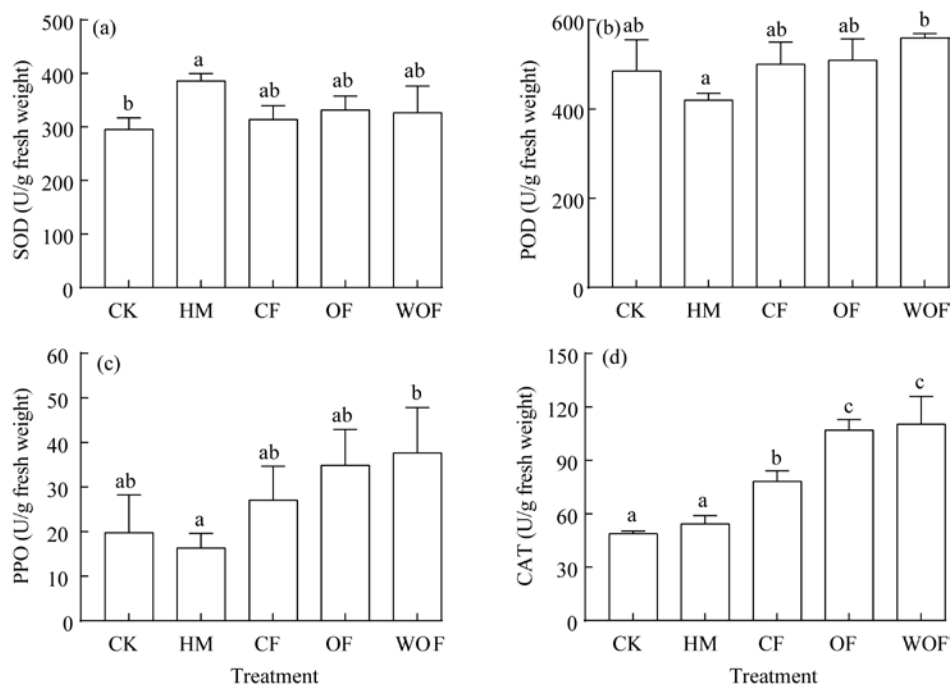 (a)
SOD (U/g fresh weight)
500
400
300
200
100
0
b
a
ab
ab
ab
CK HM CF OF WOF
(b)
POD (U/g fresh weight)
600
400
200
0
ab
a
ab
ab
b
CK HM CF OF WOF
(c)
PPO (U/g fresh weight)
60
50
40
30
20
10
0
ab
a
ab
ab
b
CK HM CF OF WOF
Treatment
(d)
CAT (U/g fresh weight)
150
120
90
60
30
0
a
a
b
c
c
CK HM CF OF WOF
Treatment